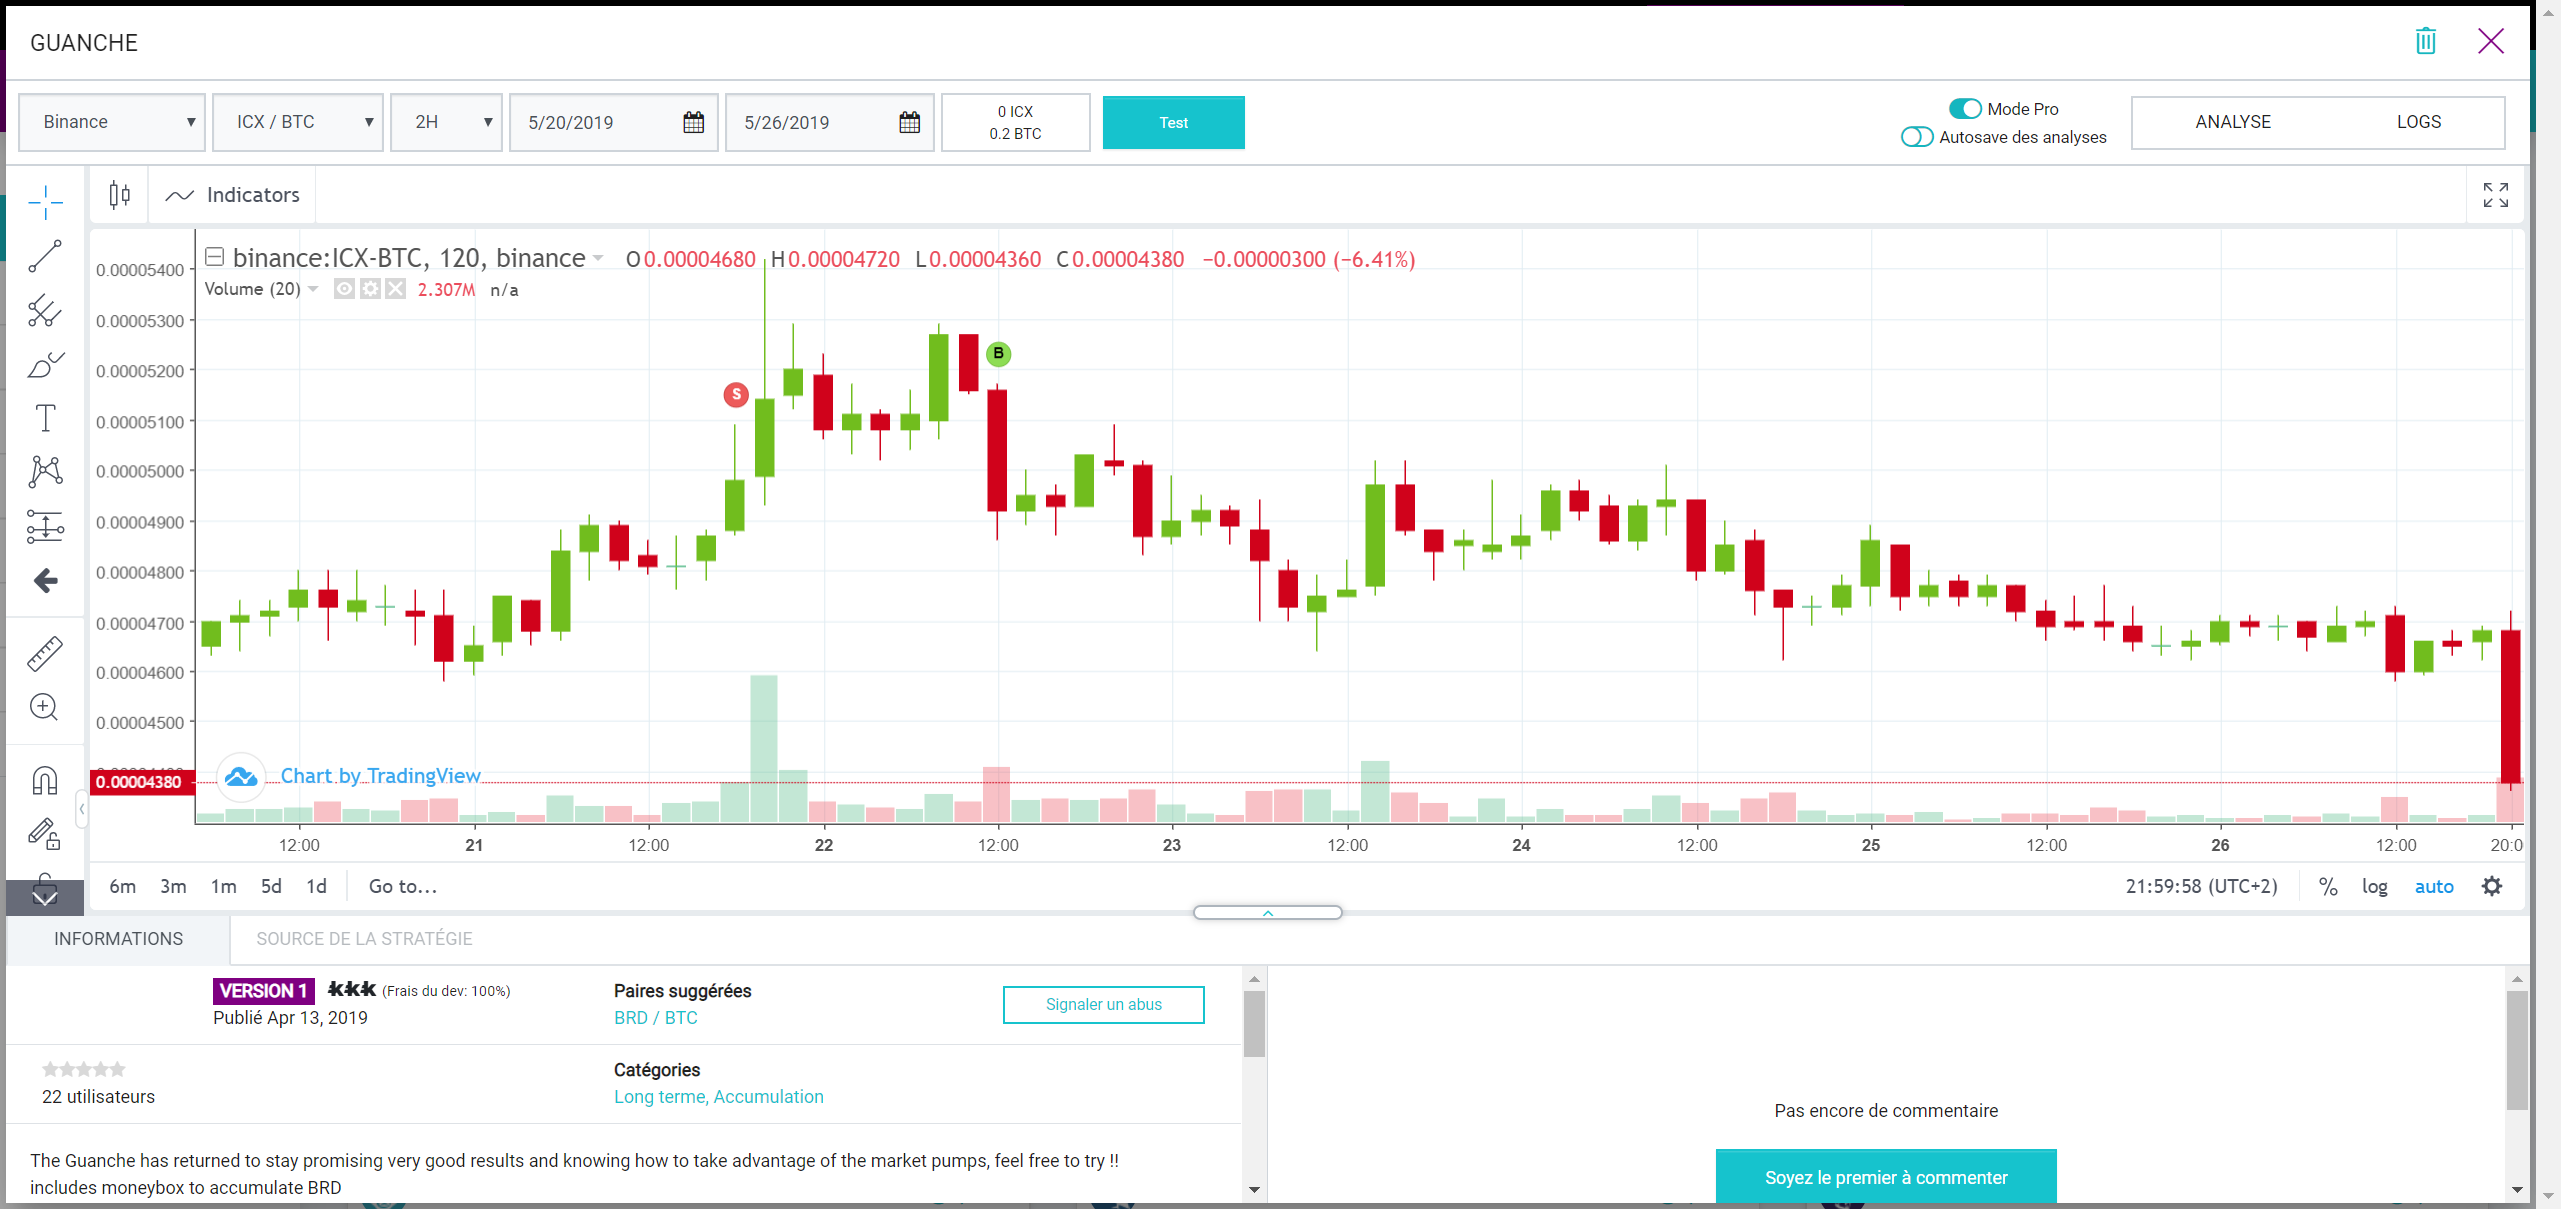 GUANCHE
Binance
ICX / BTC
2H
5/20/2019
5/26/2019
0 ICX
0.2 BTC
Test
Mode Pro
Autosave des analyses
ANALYSE
LOGS
Indicators
binance:ICX-BTC, 120, binance O0.00004680 H0.00004720 L0.00004360 C0.00004380 −0.00000300 (−6.41%)
Volume (20) 2.307M n/a
0.00005400
0.00005300
0.00005200
0.00005100
0.00005000
0.00004900
0.00004800
0.00004700
0.00004600
0.00004500
0.00004380
S
B
Chart by TradingView
12:00 21 12:00 22 12:00 23 12:00 24 12:00 25 12:00 26 12:00 20:0
6m 3m 1m 5d 1d Go to...
21:59:58 (UTC+2) % log auto
INFORMATIONS
SOURCE DE LA STRATÉGIE
VERSION 1 kkk (Frais du dev: 100%)
Publié Apr 13, 2019
Paires suggérées
BRD / BTC
Signaler un abus
22 utilisateurs
Catégories
Long terme, Accumulation
The Guanche has returned to stay promising very good results and knowing how to take advantage of the market pumps, feel free to try !!
includes moneybox to accumulate BRD
Pas encore de commentaire
Soyez le premier à commenter